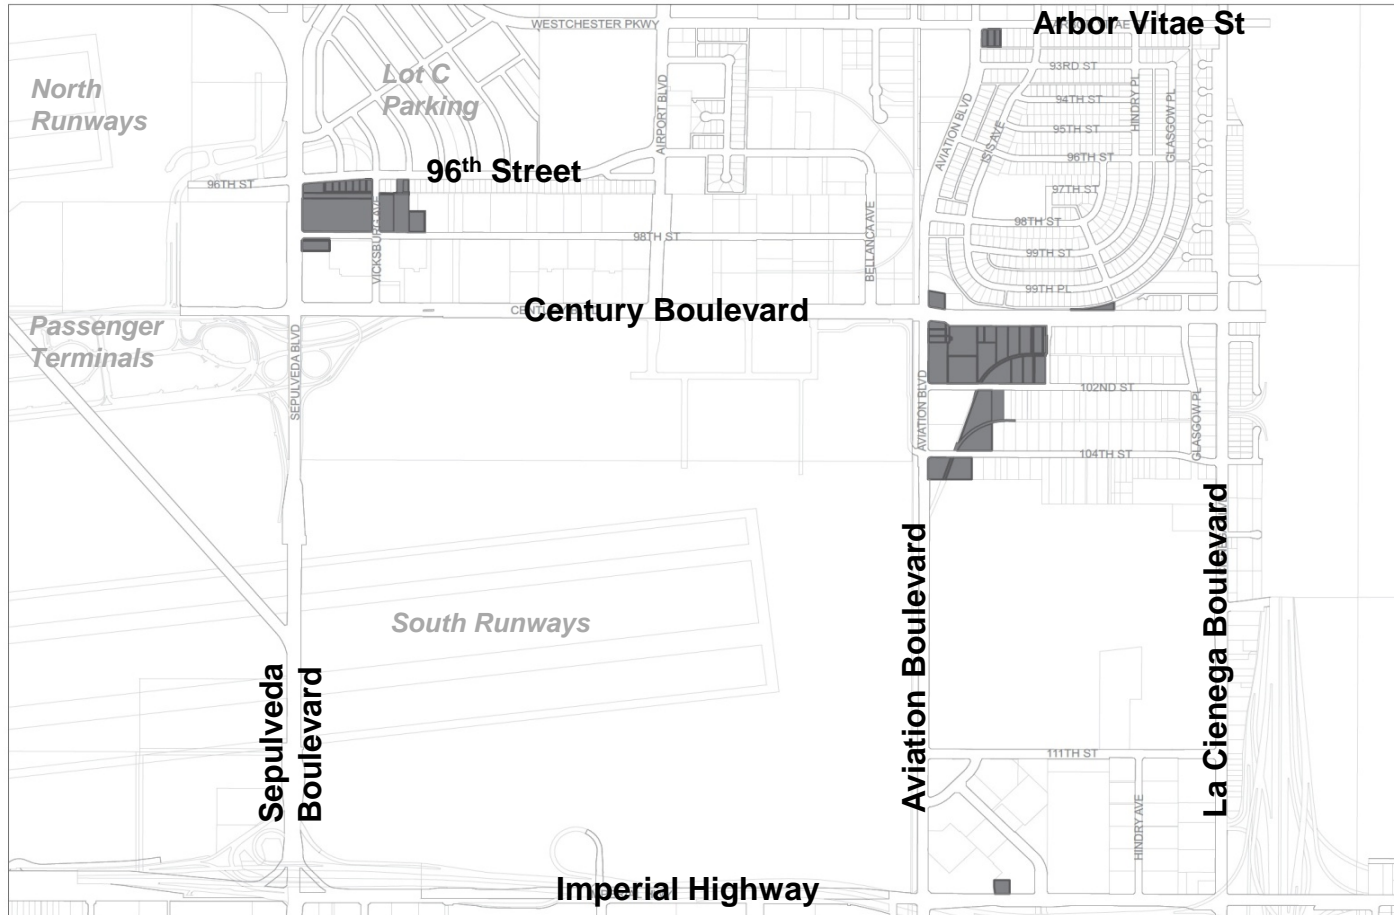 WESTCHESTER PKWY
Arbor Vitae St
North
Runways
Lot C
Parking
AIRPORT BLVD
93RD ST
94TH ST
HINDRY PL
GLASGOW PL
AVIATION BLVD
ISIS AVE
95TH ST
96TH ST
96th Street
96TH ST
97TH ST
98TH ST
VICKSBURG AVE
98TH ST
BELLANCA AVE
99TH ST
99TH PL
Century Boulevard
Passenger
Terminals
SEPULVEDA BLVD
AVIATION BLVD
102ND ST
GLASGOW PL
104TH ST
South Runways
Sepulveda
Boulevard
Aviation Boulevard
La Cienega Boulevard
111TH ST
HINDRY AVE
Imperial Highway